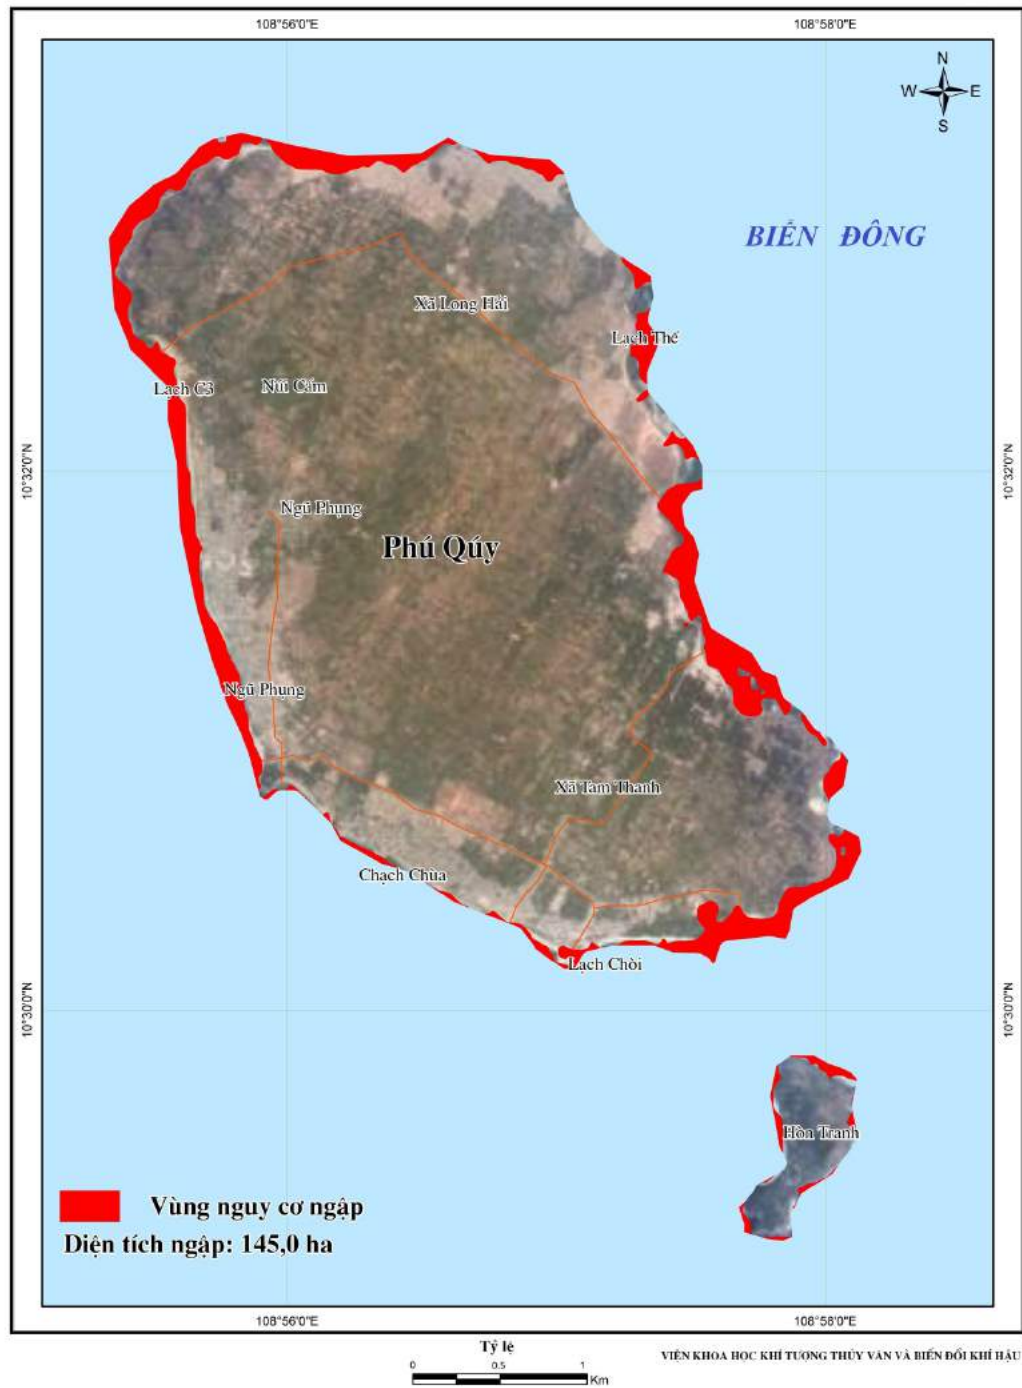 108°56'0"E
108°58'0"E
N
W
E
S
BIỂN ĐÔNG
Xã Long Hải
Lạch Thế
Lạch C3
Núi Cấm
10°32'0"N
10°32'0"N
Ngũ Phụng
Phú Qúy
Ngũ Phụng
Xã Tam Thanh
Chạch Chùa
Lạch Chỏi
10°30'0"N
10°30'0"N
Hòn Tranh
Vùng nguy cơ ngập
Diện tích ngập: 145,0 ha
108°56'0"E
108°58'0"E
Tỷ lệ
0 0.5 1
Km
VIỆN KHOA HỌC KHÍ TƯỢNG THỦY VĂN VÀ BIẾN ĐỔI KHÍ HẬU